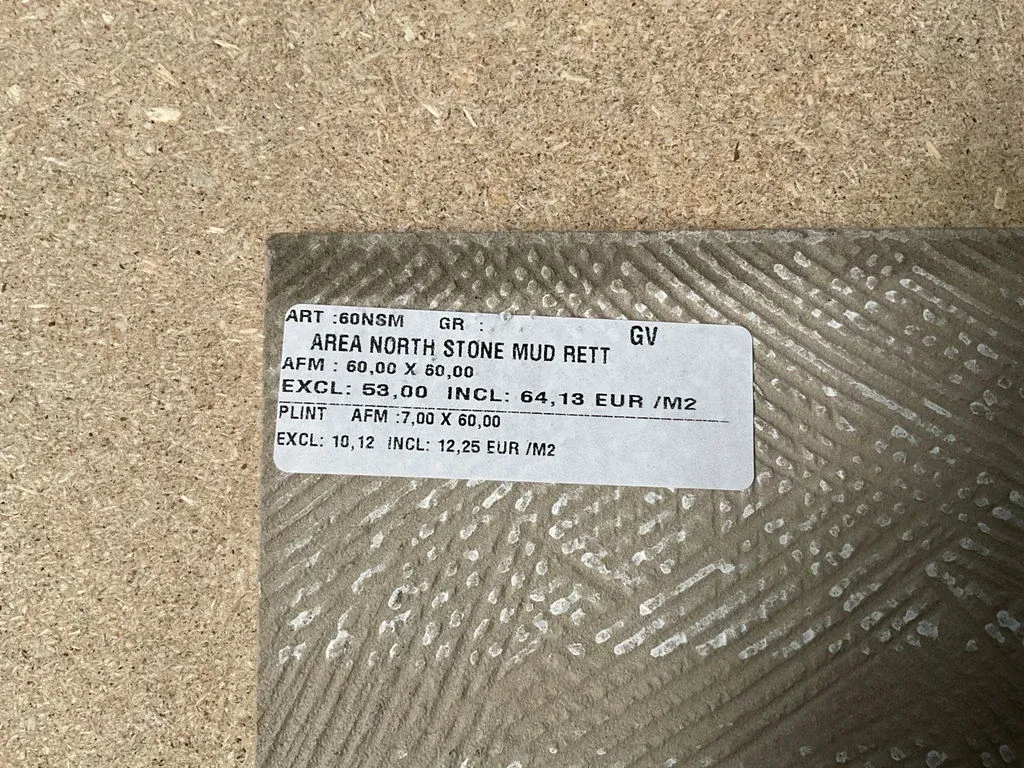 ART :60NSM GR : GV
AREA NORTH STONE MUD RETT
AFM : 60,00 X 60,00
EXCL: 53,00 INCL: 64,13 EUR /M2
PLINT AFM :7,00 X 60,00
EXCL: 10,12 INCL: 12,25 EUR /M2